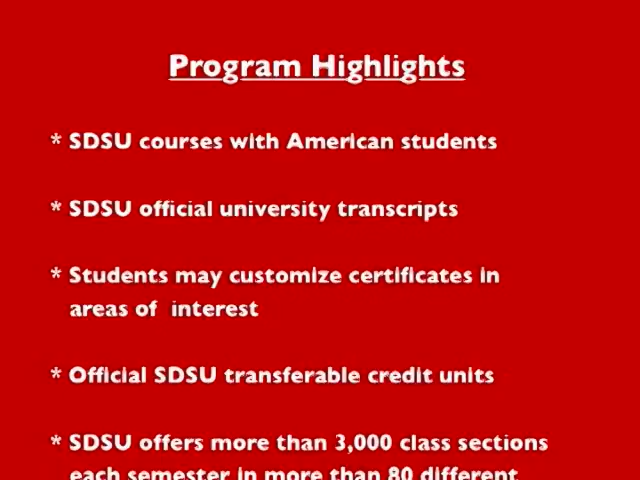 Program Highlights
* SDSU courses with American students
* SDSU official university transcripts
* Students may customize certificates in
areas of interest
* Official SDSU transferable credit units
* SDSU offers more than 3,000 class sections
each semester in more than 80 different